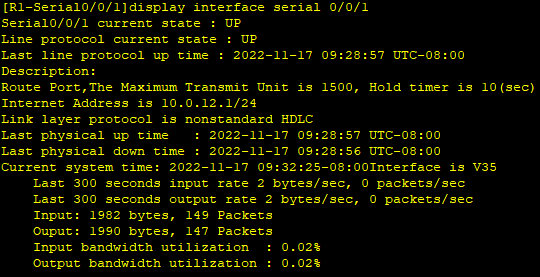 [R1-Serial0/0/1]display interface serial 0/0/1
Serial0/0/1 current state : UP
Line protocol current state : UP
Last line protocol up time : 2022-11-17 09:28:57 UTC-08:00
Description:
Route Port,The Maximum Transmit Unit is 1500, Hold timer is 10(sec)
Internet Address is 10.0.12.1/24
Link layer protocol is nonstandard HDLC
Last physical up time   : 2022-11-17 09:28:57 UTC-08:00
Last physical down time : 2022-11-17 09:28:56 UTC-08:00
Current system time: 2022-11-17 09:32:25-08:00Interface is V35
    Last 300 seconds input rate 2 bytes/sec, 0 packets/sec
    Last 300 seconds output rate 2 bytes/sec, 0 packets/sec
    Input: 1982 bytes, 149 Packets
    Ouput: 1990 bytes, 147 Packets
    Input bandwidth utilization  : 0.02%
    Output bandwidth utilization : 0.02%